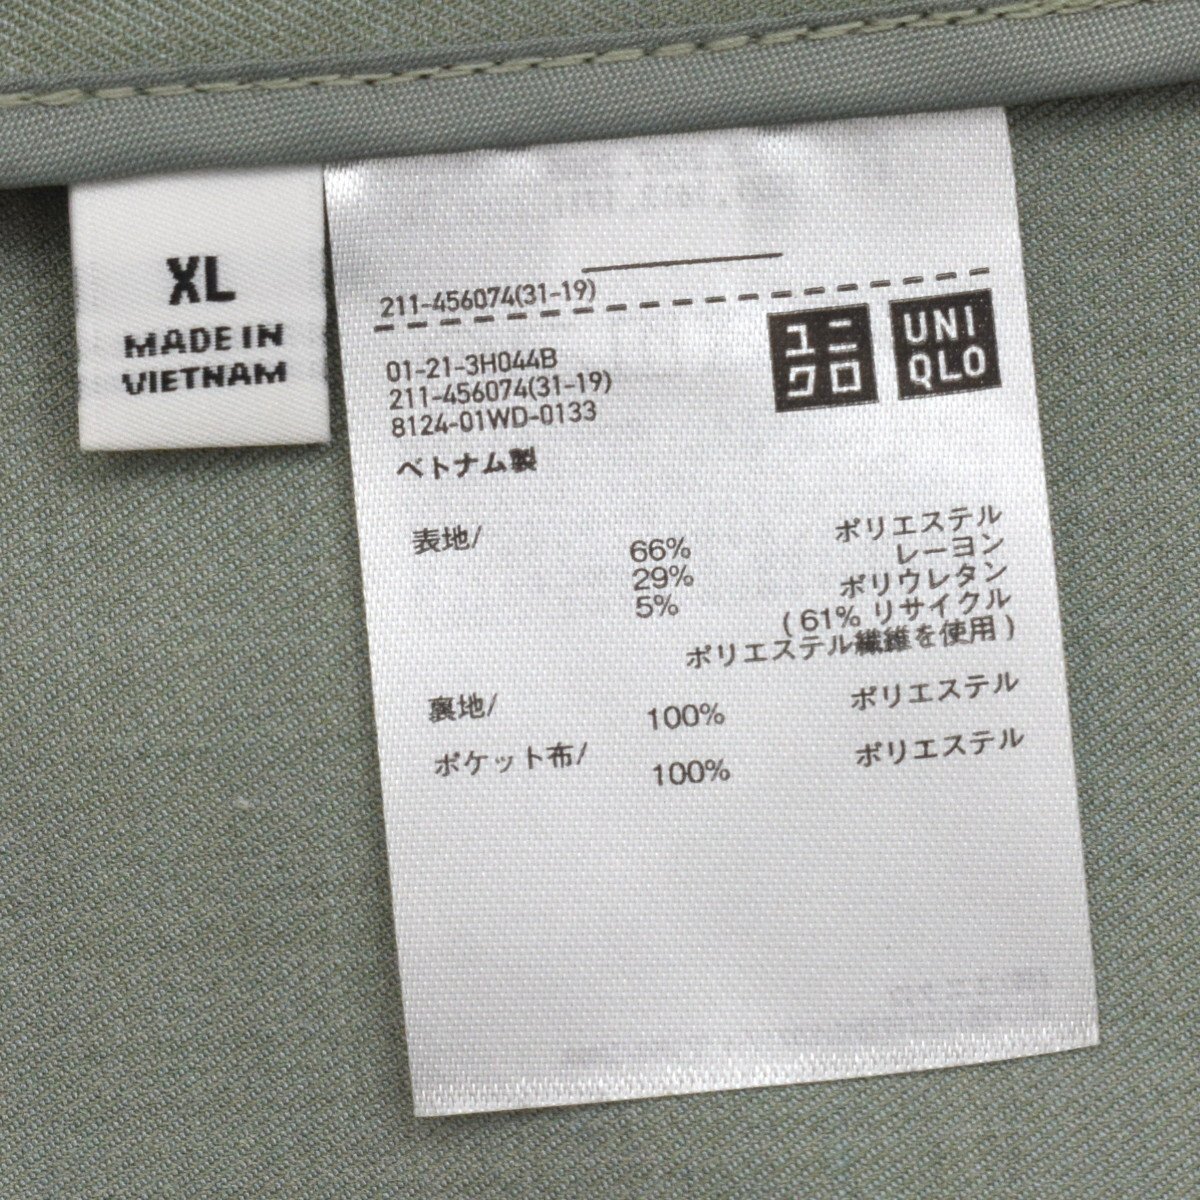 XL
MADE IN
VIETNAM
211-456074(31-19)
ユニ
クロ
UNI
QLO
01-21-3H044B
211-456074(31-19)
8124-01WD-0133
ベトナム製
表地/ 66% ポリエステル
29% レーヨン
5% ポリウレタン
( 61% リサイクル
ポリエステル繊維を使用 )
裏地/ 100% ポリエステル
ポケット布/ 100% ポリエステル